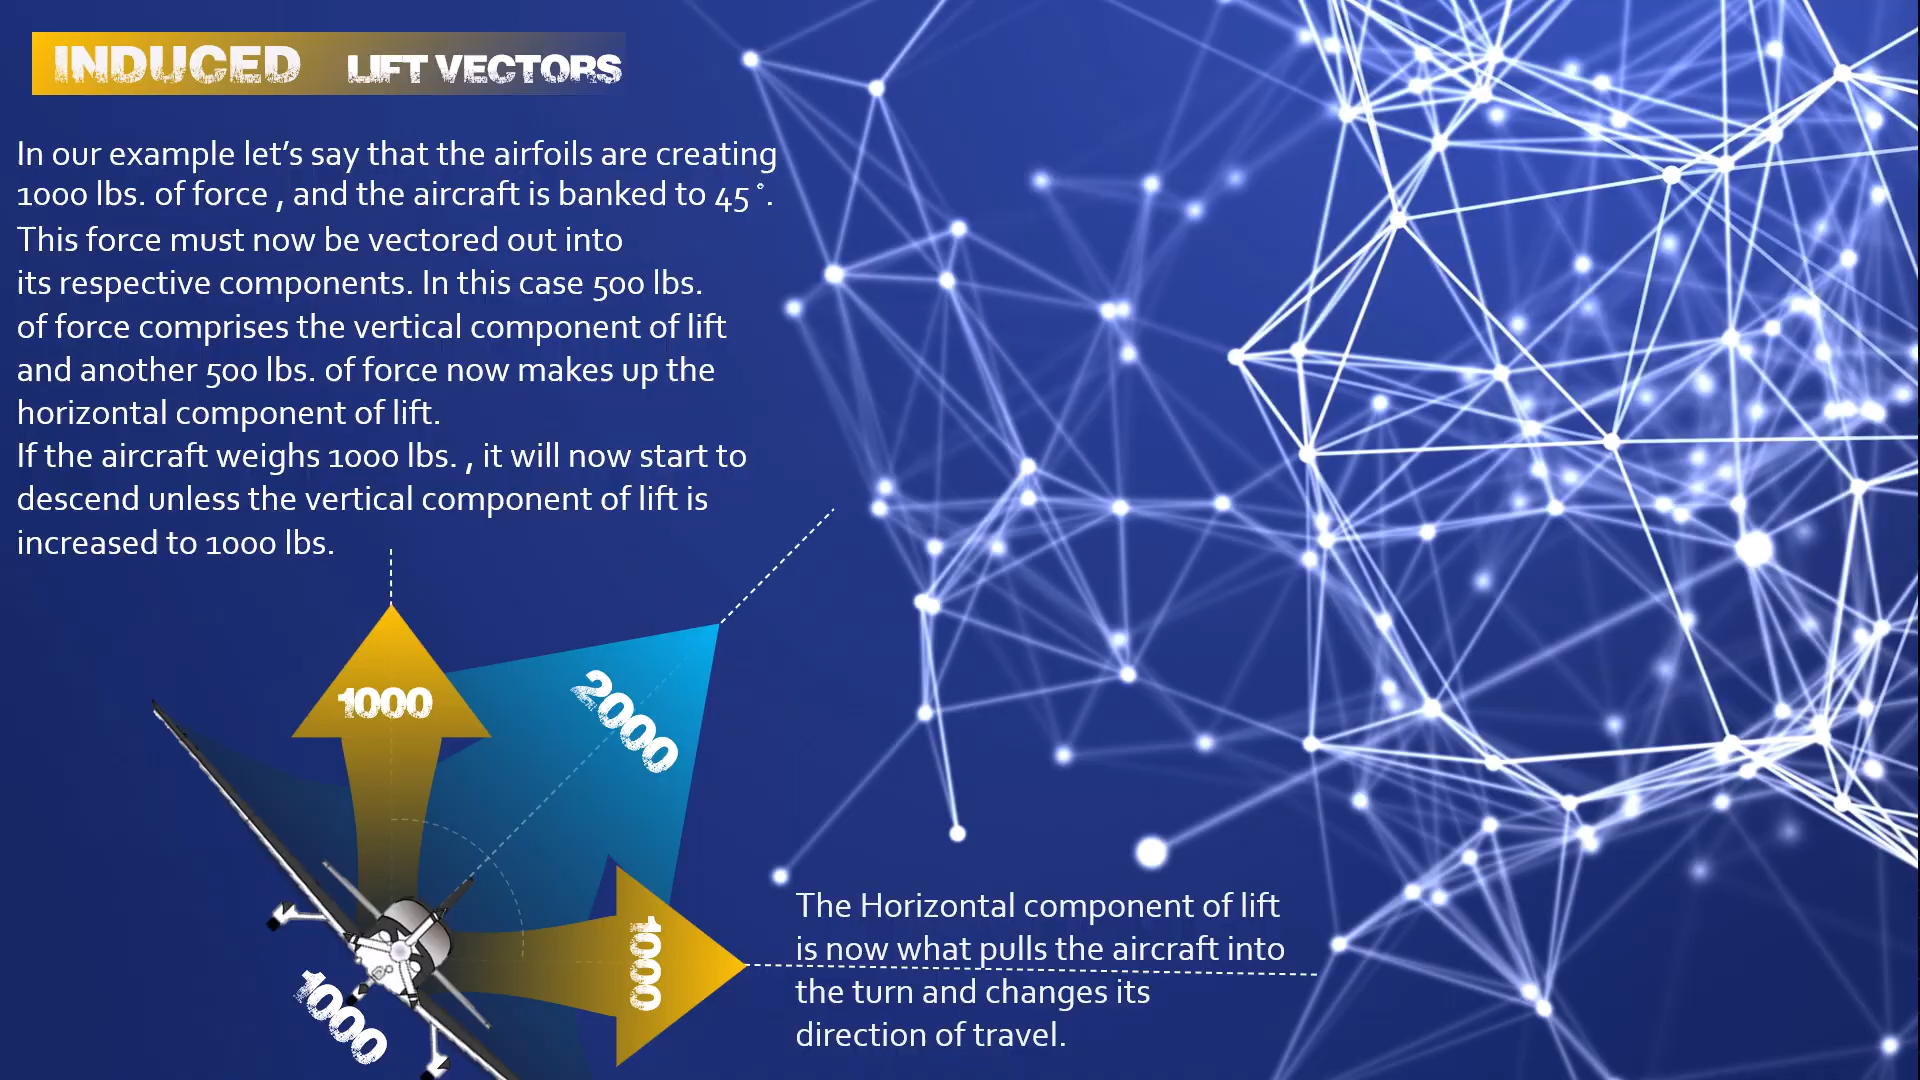 INDUCED LIFT VECTORS
In our example let’s say that the airfoils are creating
1000 lbs. of force , and the aircraft is banked to 45 °.
This force must now be vectored out into
its respective components. In this case 500 lbs.
of force comprises the vertical component of lift
and another 500 lbs. of force now makes up the
horizontal component of lift.
If the aircraft weighs 1000 lbs. , it will now start to
descend unless the vertical component of lift is
increased to 1000 lbs.
1000
2000
1000
1000
The Horizontal component of lift
is now what pulls the aircraft into
the turn and changes its
direction of travel.